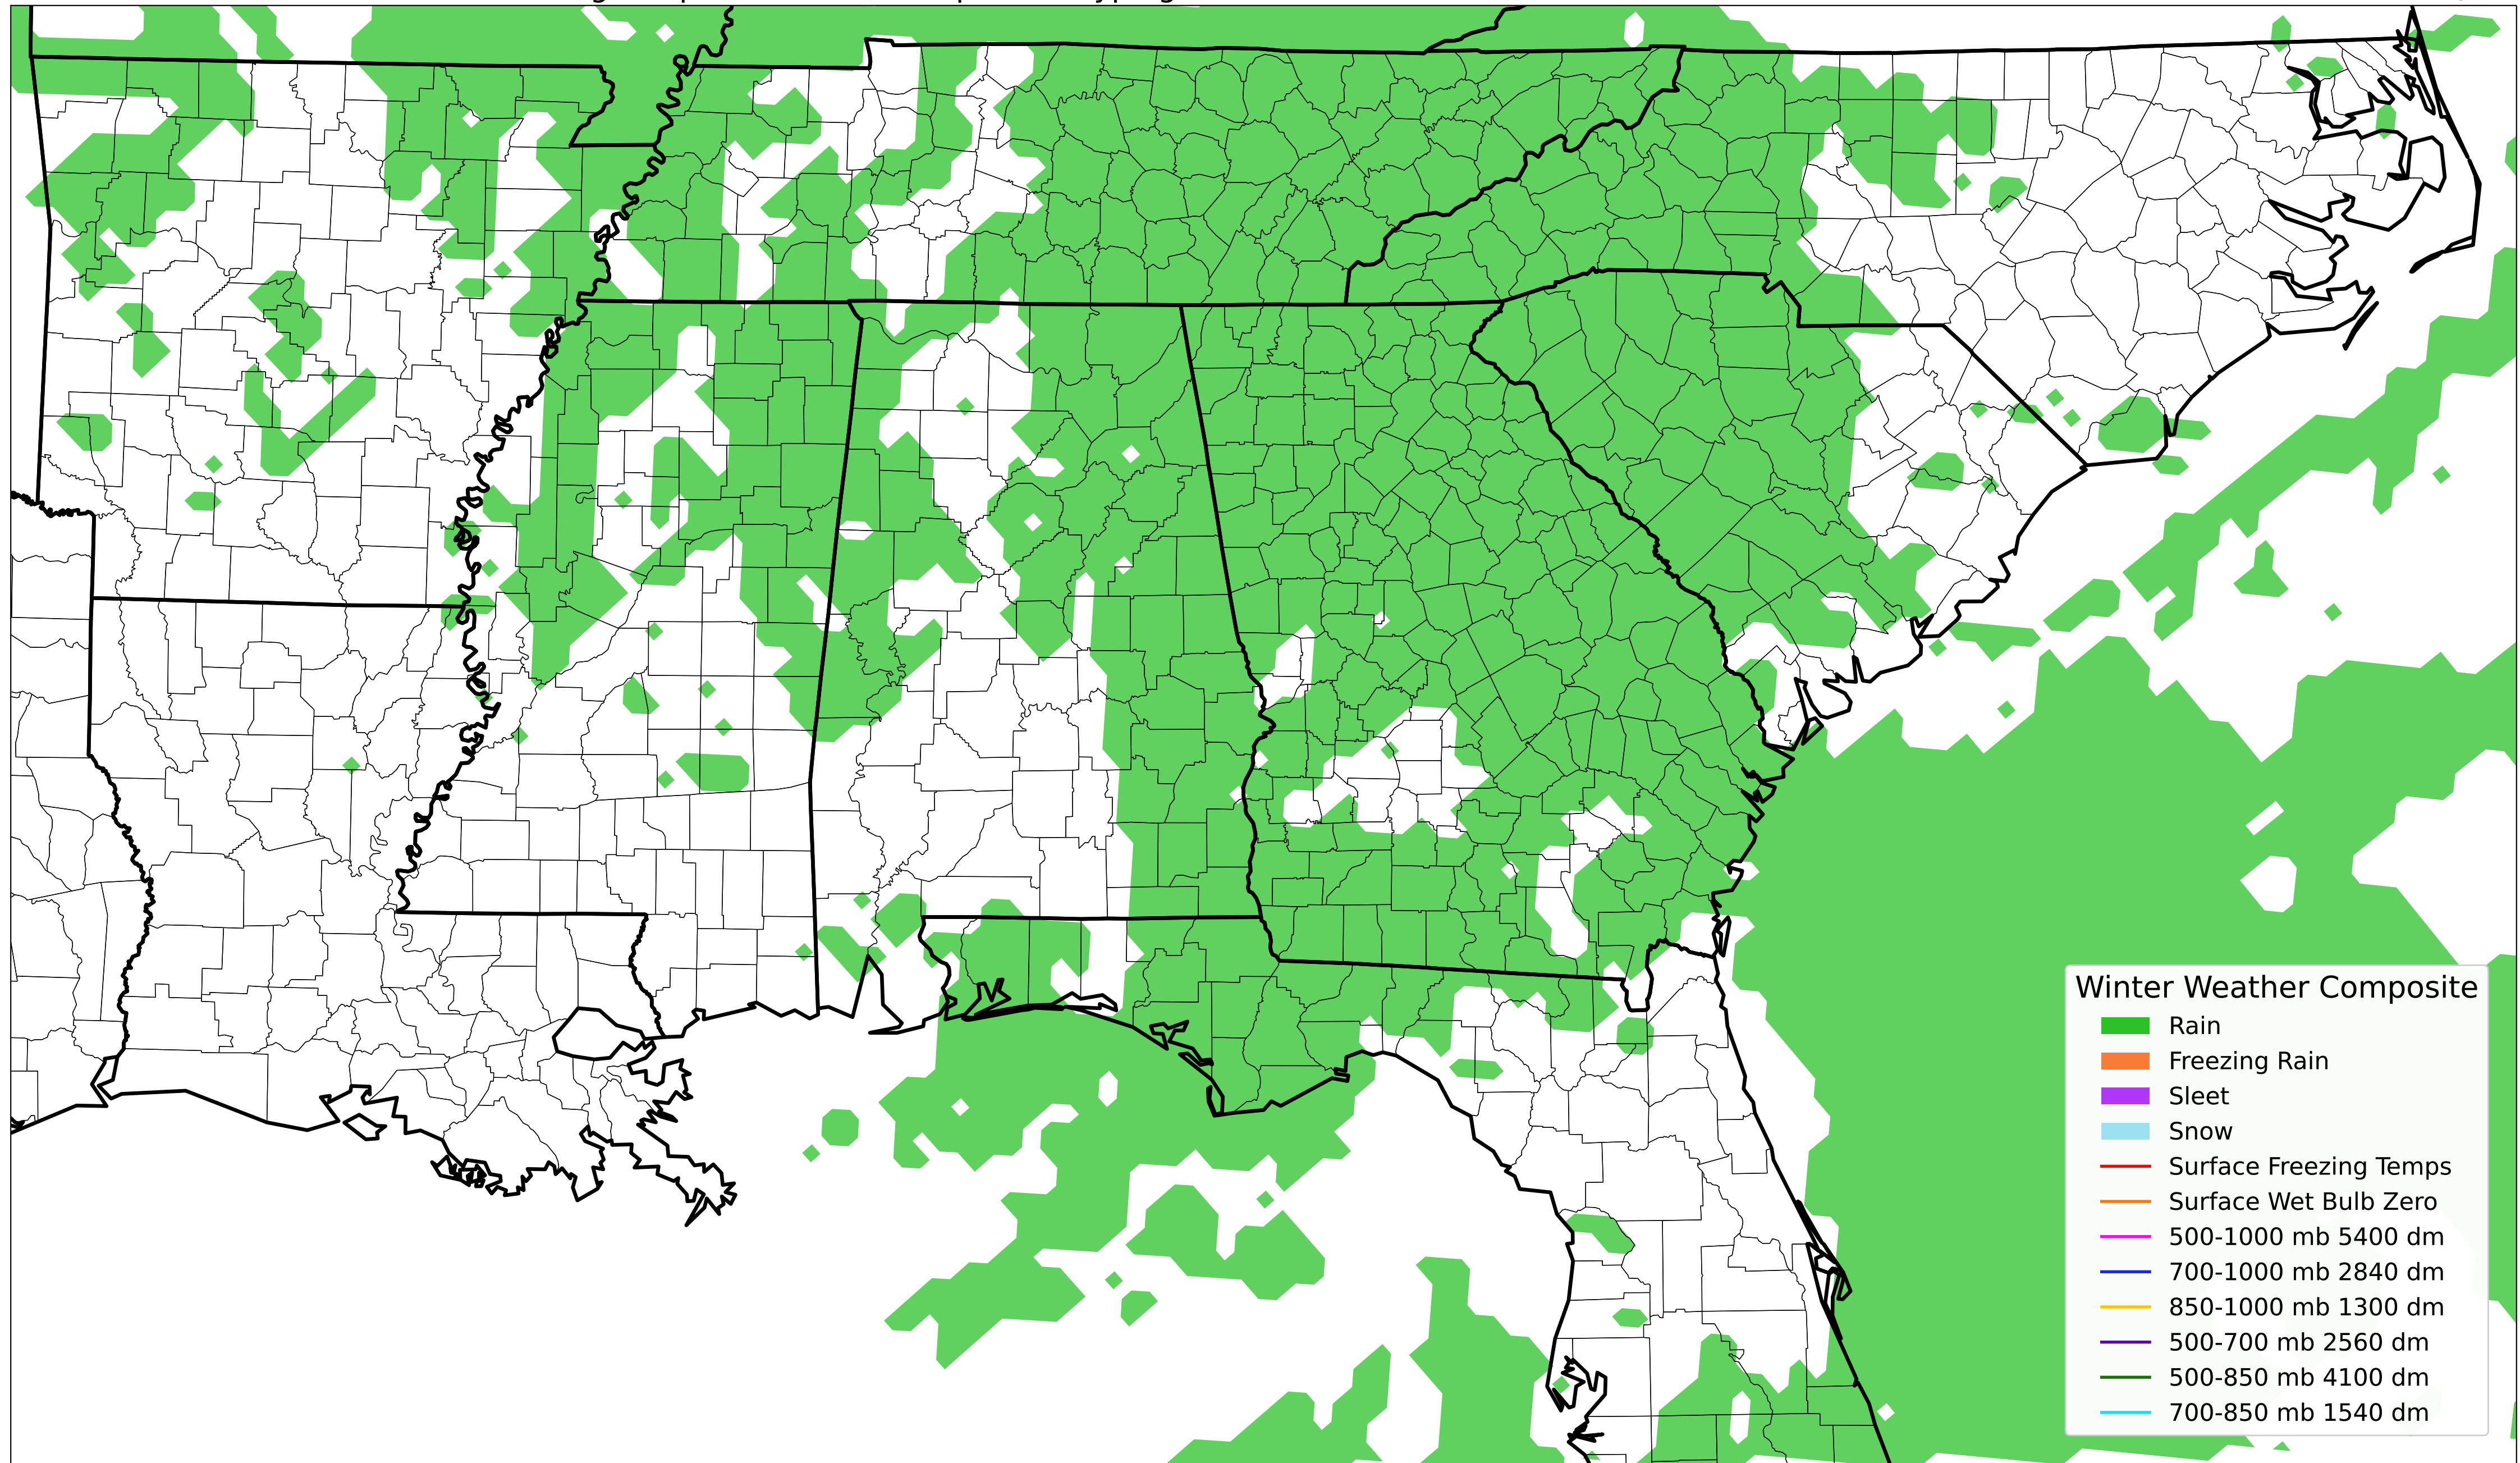 Winter Weather Composite
Rain
Freezing Rain
Sleet
Snow
Surface Freezing Temps
Surface Wet Bulb Zero
500-1000 mb 5400 dm
700-1000 mb 2840 dm
850-1000 mb 1300 dm
500-700 mb 2560 dm
500-850 mb 4100 dm
700-850 mb 1540 dm